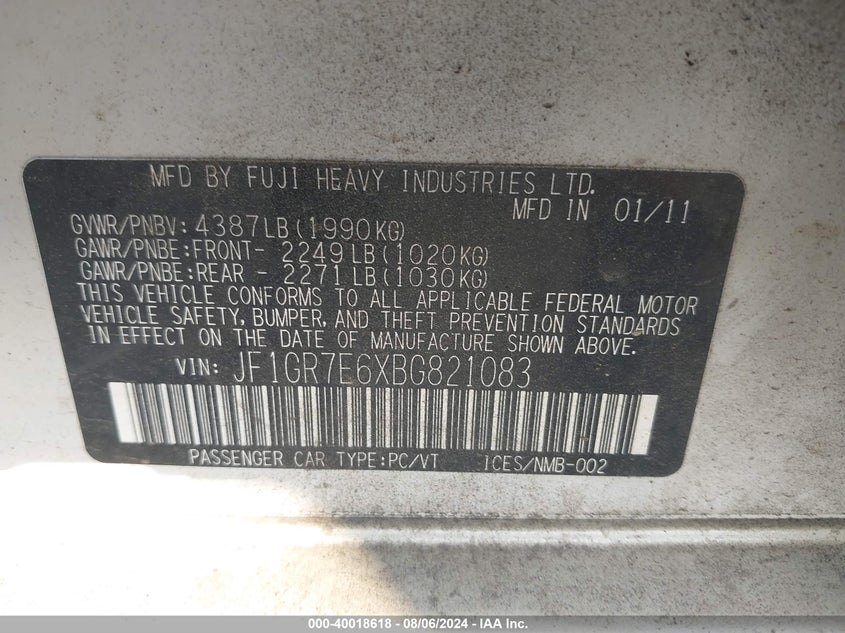 MFD BY FUJI HEAVY INDUSTRIES LTD.
MFD IN 01/11
GVWR/PNBV: 4387LB(1990KG)
GAWR/PNBE:FRONT- 2249LB(1020KG)
GAWR/PNBE:REAR - 2271LB(1030KG)
THIS VEHICLE CONFORMS TO ALL APPLICABLE FEDERAL MOTOR
VEHICLE SAFETY, BUMPER, AND THEFT PREVENTION STANDARDS
IN EFFECT ON THE DATE OF MANUFACTURE SHOWN ABOVE.
VIN: JF1GR7E6XBG821083
PASSENGER CAR TYPE:PC/VT ICES/NMB-002
000-40018618 - 08/06/2024 - IAA, Inc.